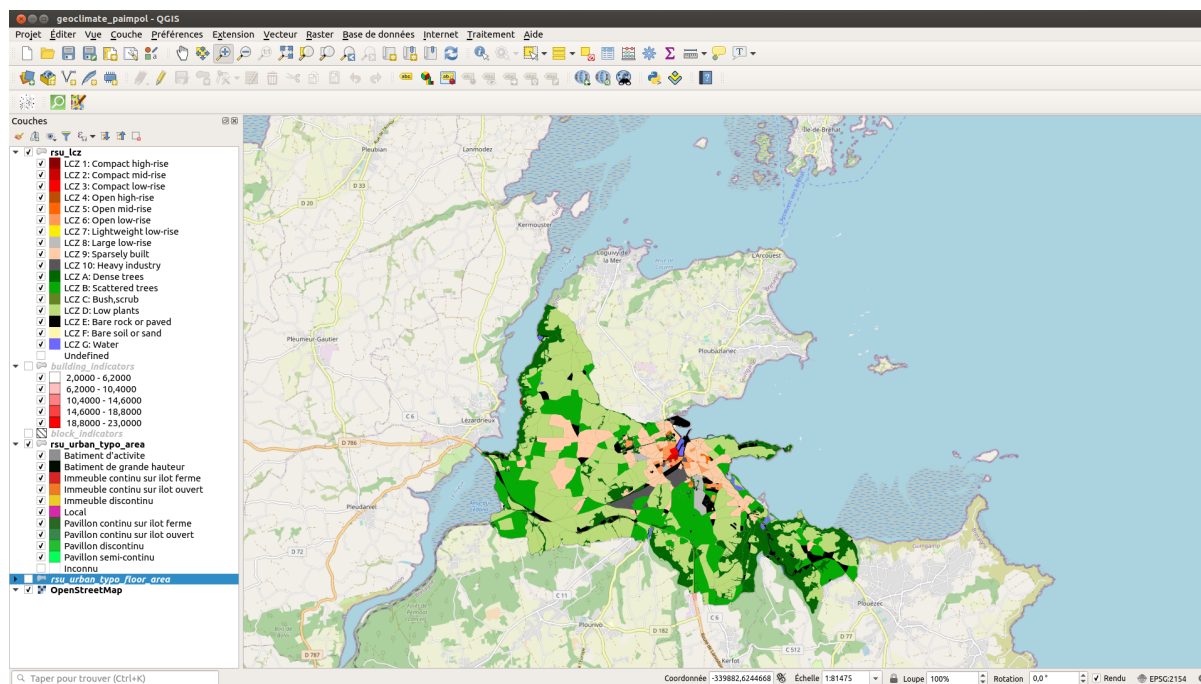 geoclimate_paimpol - QGIS
Projet Éditer Vue Couche Préférences Extension Vecteur Raster Base de données Internet Traitement Aide
Couches
rsu_lcz
LCZ 1: Compact high-rise
LCZ 2: Compact mid-rise
LCZ 3: Compact low-rise
LCZ 4: Open high-rise
LCZ 5: Open mid-rise
LCZ 6: Open low-rise
LCZ 7: Lightweight low-rise
LCZ 8: Large low-rise
LCZ 9: Sparsely built
LCZ 10: Heavy industry
LCZ A: Dense trees
LCZ B: Scattered trees
LCZ C: Bush,scrub
LCZ D: Low plants
LCZ E: Bare rock or paved
LCZ F: Bare soil or sand
LCZ G: Water
Undefined
building_indicators
2,0000 - 6,2000
6,2000 - 10,4000
10,4000 - 14,6000
14,6000 - 18,8000
18,8000 - 23,0000
block_indicators
rsu_urban_typo_area
Batiment d'activite
Batiment de grande hauteur
Immeuble continu sur ilot ferme
Immeuble continu sur ilot ouvert
Immeuble discontinu
Local
Pavillon continu sur ilot ferme
Pavillon continu sur ilot ouvert
Pavillon discontinu
Pavillon semi-continu
Inconnu
rsu_urban_typo_floor_area
OpenStreetMap
Île-de-Bréhat
Pleubian
Lanmodez
D 33
D 20
Kermouster
Loguivy de
la Mer
L'Arcouest
Pleumeur-Gautier
Ploubazlanec
C 6
Lézardrieux
D 786
Pleudaniel
D 72
C 11
Plourivo
D 182
C 6
Kerfot
D 787
Plouézec
D 77
C 512
Taper pour trouver (Ctrl+K)
Coordonnée -339882,6244668 Échelle 1:81475 Loupe 100% Rotation 0,0° Rendu EPSG:2154